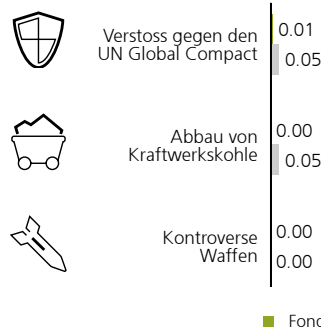 Verstoss gegen den
UN Global Compact
0.01
0.05
Abbau von
Kraftwerkskohle
0.00
0.05
Kontroverse
Waffen
0.00
0.00